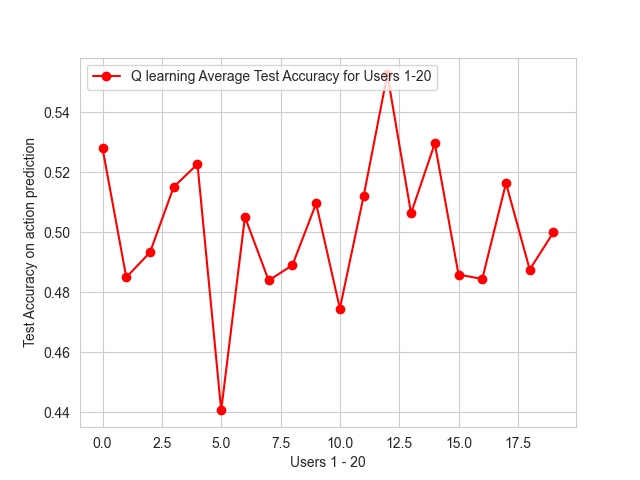 Q learning Average Test Accuracy for Users 1-20
Test Accuracy on action prediction
0.54
0.52
0.50
0.48
0.46
0.44
0.0 2.5 5.0 7.5 10.0 12.5 15.0 17.5
Users 1 - 20